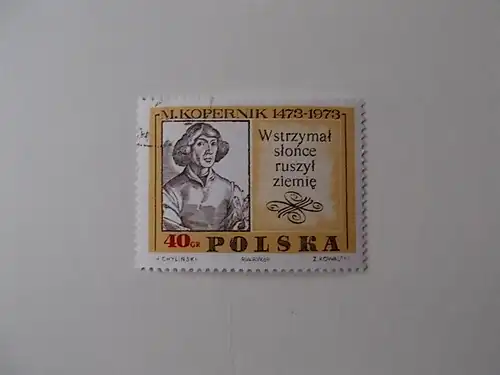 M. KOPERNIK 1473-1973
Wstrzymał
słońce
ruszył
ziemię
40 GR POLSKA